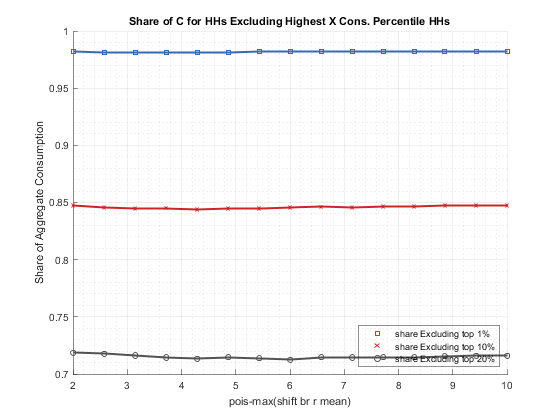 Share of C for HHs Excluding Highest X Cons. Percentile HHs
1
0.95
0.9
0.85
0.8
0.75
0.7
Share of Aggregate Consumption
share Excluding top 1%
share Excluding top 10%
share Excluding top 20%
2 3 4 5 6 7 8 9 10
pois-max(shift br r mean)